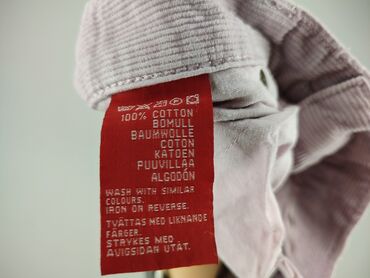 100% COTTON
BOMULL
BAUMWOLLE
COTON
KATOEN
PUUVILLAA
ALGODÓN
WASH WITH SIMILAR
COLOURS.
IRON ON REVERSE.
TVÄTTAS MED LIKNANDE
FÄRGER.
STRYKES MED
AVIGSIDAN UTÅT.